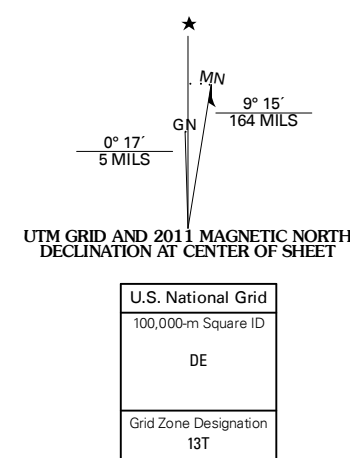 ★
MN
GN
9° 15´
164 MILS
0° 17´
5 MILS
UTM GRID AND 2011 MAGNETIC NORTH
DECLINATION AT CENTER OF SHEET
U.S. National Grid
100,000-m Square ID
DE
Grid Zone Designation
13T